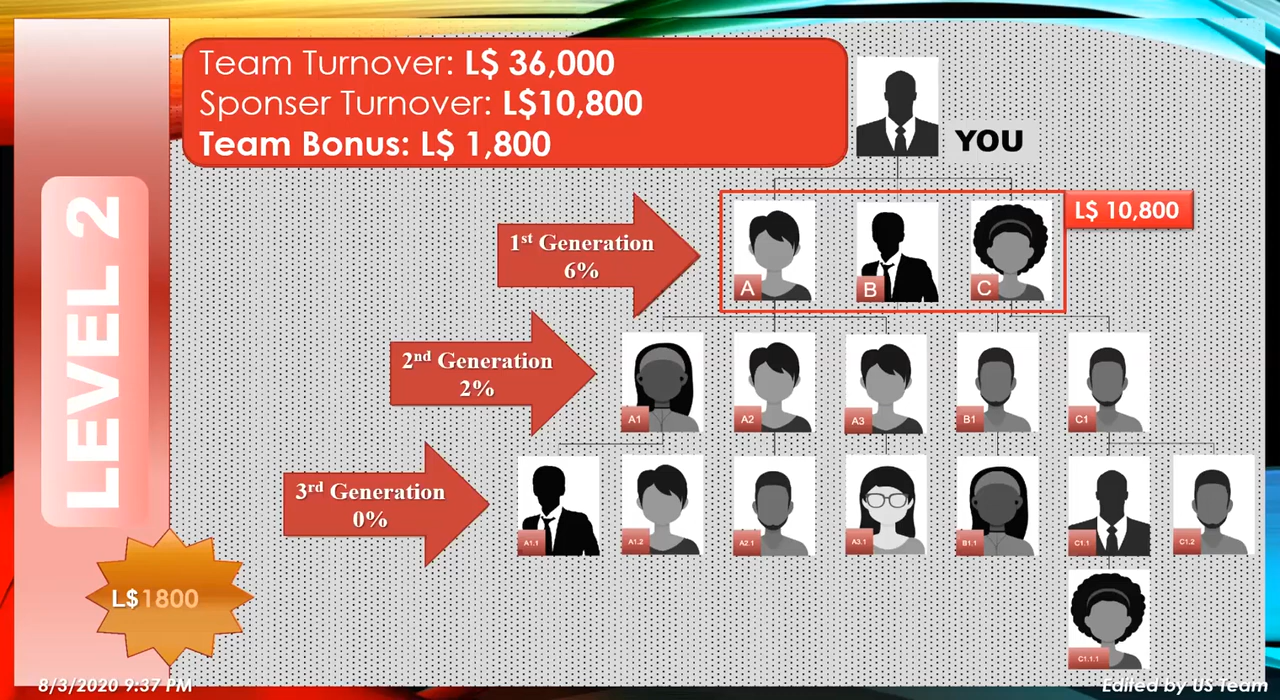 Team Turnover: L$ 36,000
Sponser Turnover: L$10,800
Team Bonus: L$ 1,800
YOU
LEVEL 2
1st Generation
6%
A
B
C
L$ 10,800
2nd Generation
2%
A1
A2
A3
B1
C1
3rd Generation
0%
A1.1
A1.2
A2.1
A3.1
B1.1
C1.1
C1.2
L$1800
C1.1.1
8/3/2020 9:37 PM
Edited by US Team